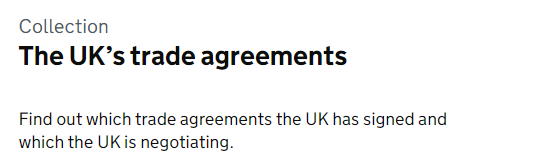 Collection
The UK’s trade agreements
Find out which trade agreements the UK has signed and
which the UK is negotiating.